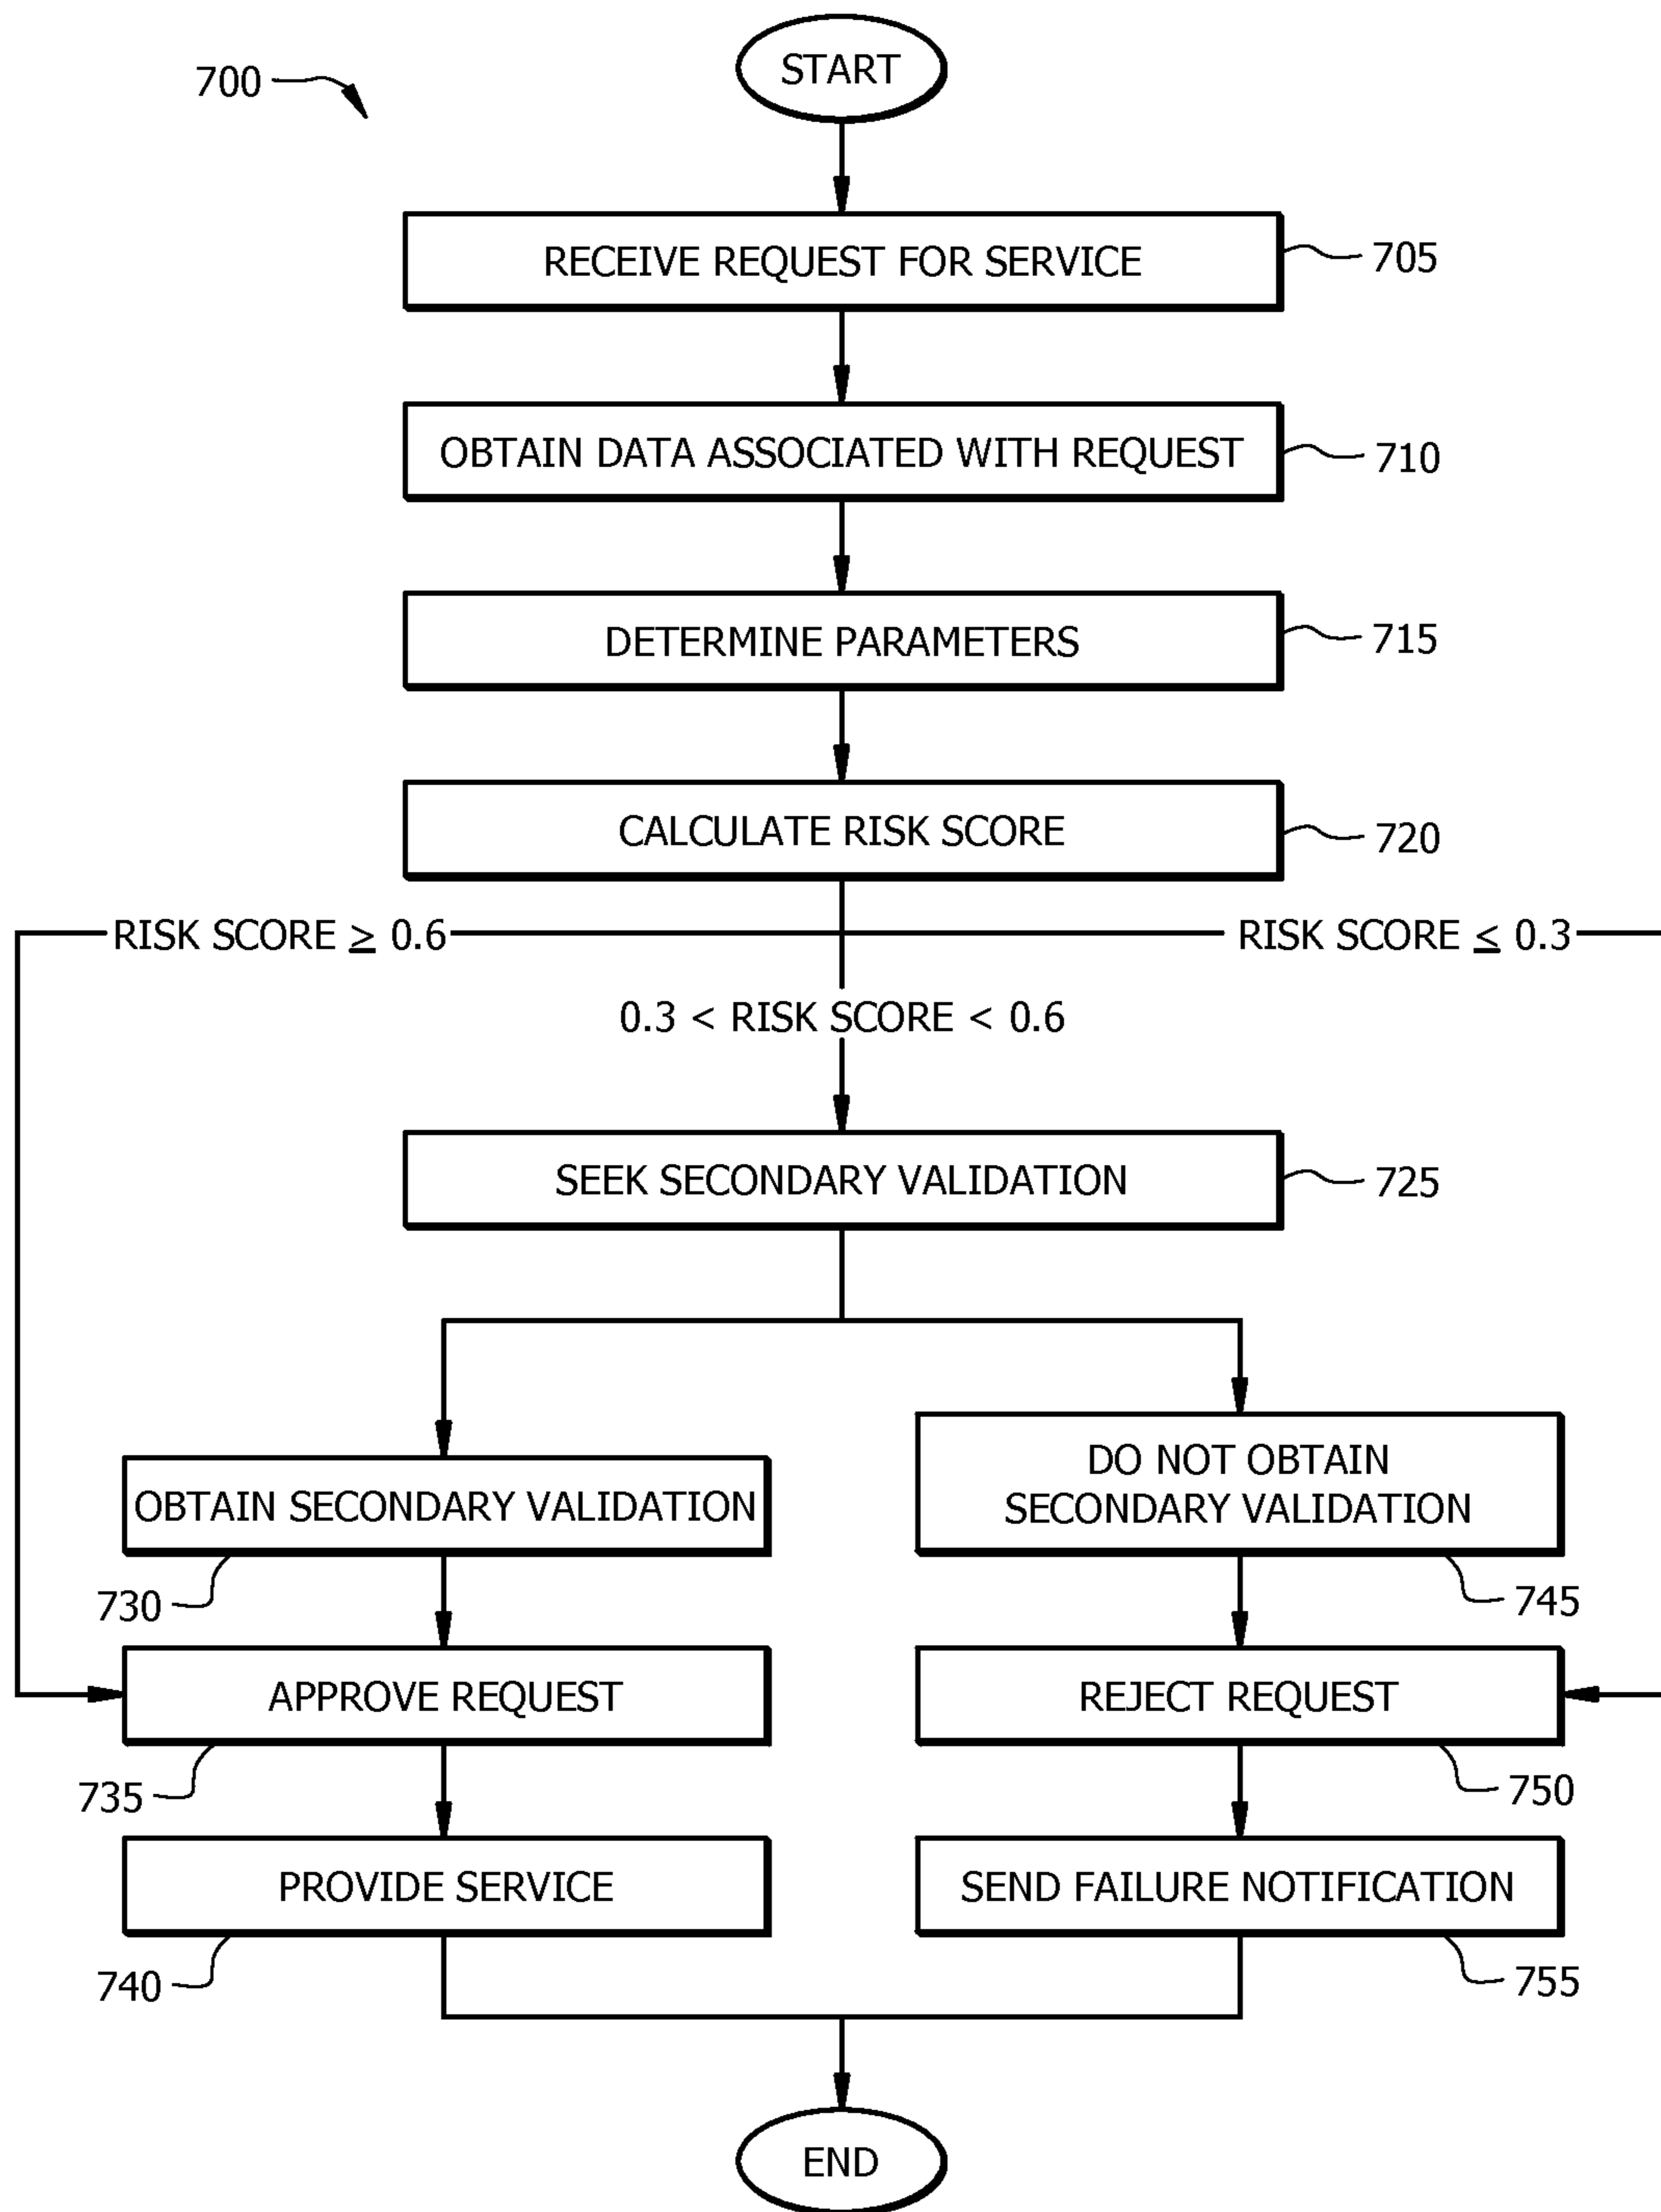 START
700
RECEIVE REQUEST FOR SERVICE
705
OBTAIN DATA ASSOCIATED WITH REQUEST
710
DETERMINE PARAMETERS
715
CALCULATE RISK SCORE
720
RISK SCORE ≥ 0.6
RISK SCORE ≤ 0.3
0.3 < RISK SCORE < 0.6
SEEK SECONDARY VALIDATION
725
OBTAIN SECONDARY VALIDATION
730
DO NOT OBTAIN
SECONDARY VALIDATION
745
APPROVE REQUEST
735
REJECT REQUEST
750
PROVIDE SERVICE
740
SEND FAILURE NOTIFICATION
755
END